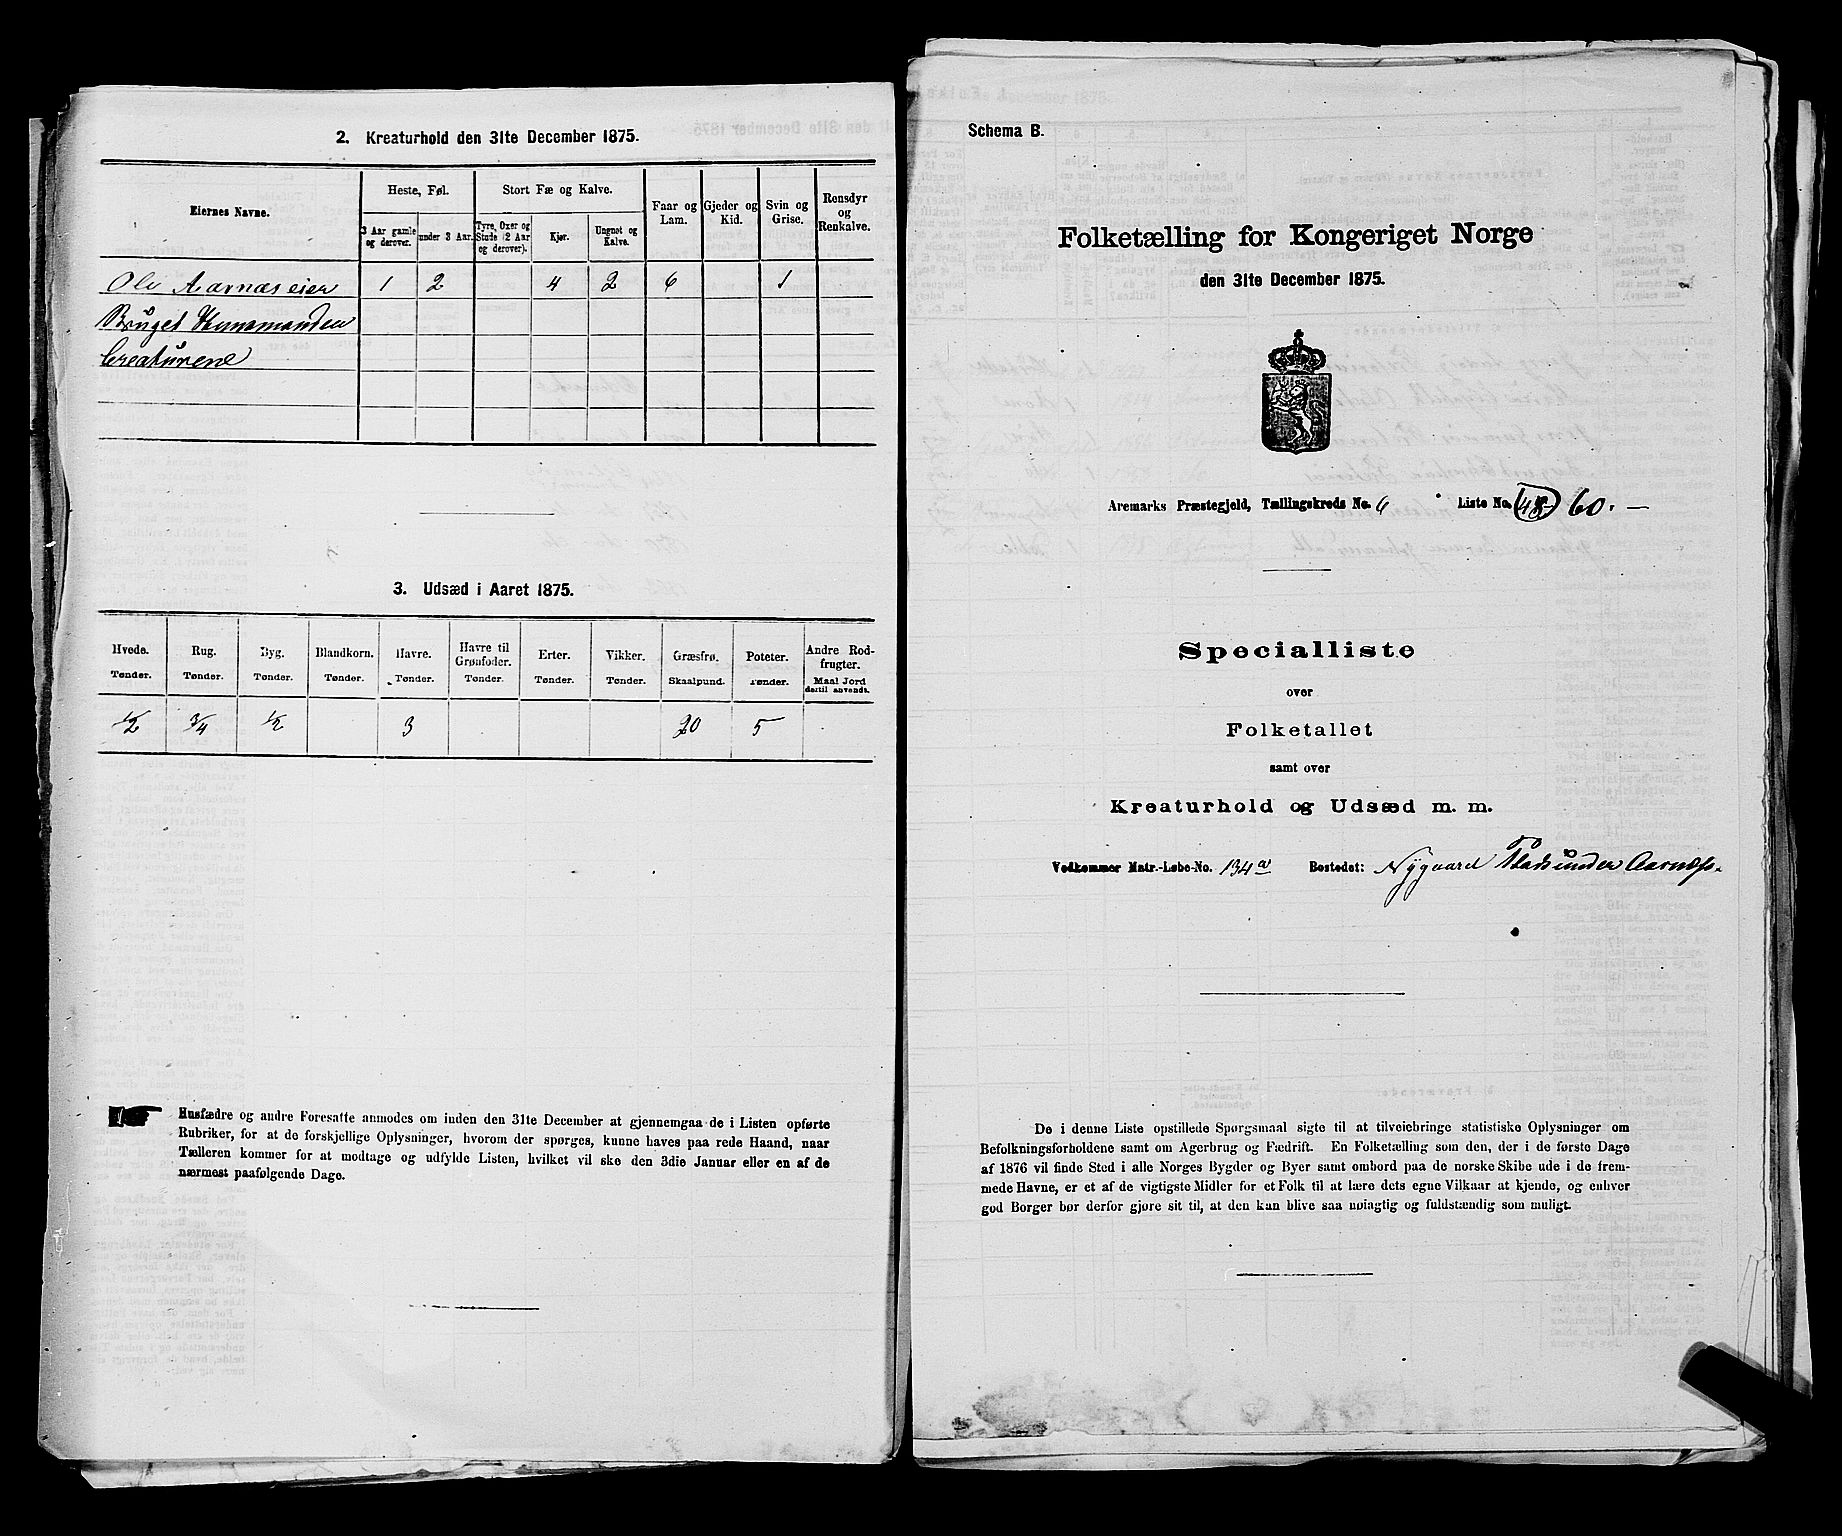 2. Kreaturhold den 31te December 1875.
Eiernes Navne.
Heste, Føl.
Stort Fæ og Kalve.
Faar og Lam.
Gjeder og Kid.
Svin og Grise.
Rensdyr og Renkalve.
3 Aar gamle og derover.
under 3 Aar.
Tyre, Oxer og Stude (2 Aar og derover).
Kjør.
Ungnøt og Kalve.
Ole Aarnæs eier 1 2 4 2 6 1
Bruget
Creaturene
3. Udsæd i Aaret 1875.
Hvede. Rug. Byg. Blandkorn. Havre. Havre til Grønfoder. Erter. Vikker. Græsfrø. Poteter. Andre Rodfrugter.
Tønder. Tønder. Tønder. Tønder. Tønder. Tønder. Tønder. Tønder. Skaalpund. Tønder. Maal Jord dertil anvendt.
1/2 3/4 1/2 3 20 5
Husfædre og andre Foresatte anmodes om inden den 31te December at gjennemgaa de i Listen opførte
Rubriker, for at de forskjellige Oplysninger, hvorom der spørges, kunne haves paa rede Haand, naar
Tælleren kommer for at modtage og udfylde Listen, hvilket vil ske den 3die Januar eller en af de
nærmest paafølgende Dage.
Schema B.
Folketælling for Kongeriget Norge
den 31te December 1875.
Aremarks Præstegjeld, Tællingskreds No. 6 Liste No. 48 60.
Specialliste
over
Folketallet
samt over
Kreaturhold og Udsæd m. m.
Vedkommer Matr.-Løbe-No. 134a Bostedet: Nygaard Plads under Aarnæs.
De i denne Liste opstillede Spørgsmaal sigte til at tilveiebringe statistiske Oplysninger om
Befolkningsforholdene samt om Agerbrug og Fædrift. En Folketælling som den, der i de første Dage
af 1876 vil finde Sted i alle Norges Bygder og Byer samt ombord paa de norske Skibe ude i de frem-
mede Havne, er et af de vigtigste Midler for et Folk til at lære dets egne Vilkaar at kjende, og enhver
god Borger bør derfor gjøre sit til, at den kan blive saa nøiagtig og fuldstændig som muligt.